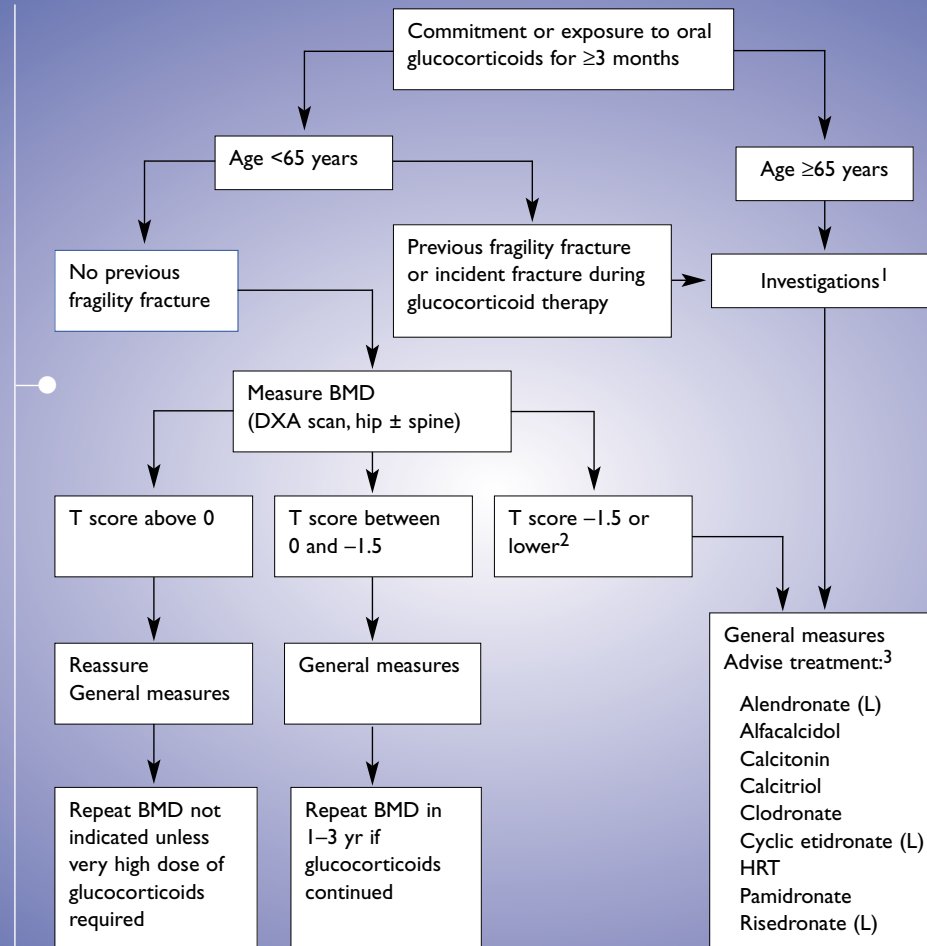 Commitment or exposure to oral
glucocorticoids for ≥3 months
Age <65 years
Age ≥65 years
No previous
fragility fracture
Previous fragility fracture
or incident fracture during
glucocorticoid therapy
Investigations1
Measure BMD
(DXA scan, hip ± spine)
T score above 0
T score between
0 and –1.5
T score –1.5 or
lower2
Reassure
General measures
General measures
General measures
Advise treatment:3
Alendronate (L)
Alfacalcidol
Calcitonin
Calcitriol
Clodronate
Cyclic etidronate (L)
HRT
Pamidronate
Risedronate (L)
Repeat BMD not
indicated unless
very high dose of
glucocorticoids
required
Repeat BMD in
1–3 yr if
glucocorticoids
continued